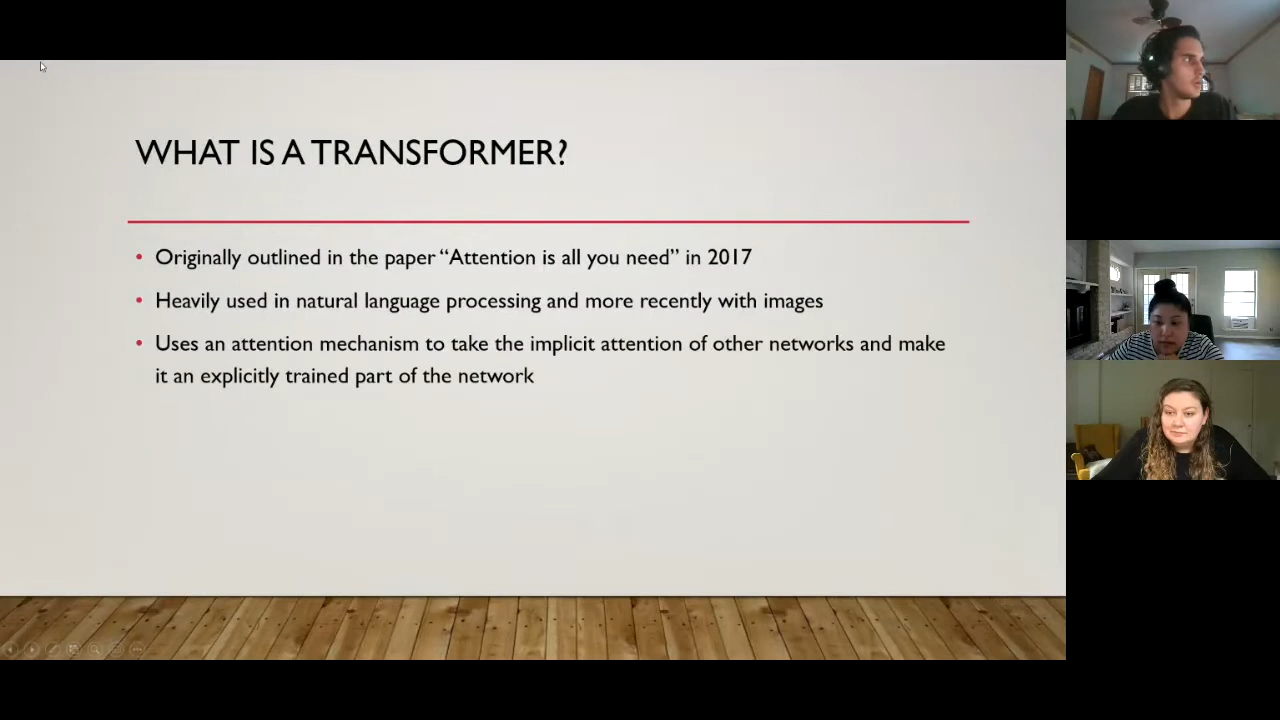 WHAT IS A TRANSFORMER?
• Originally outlined in the paper “Attention is all you need” in 2017
• Heavily used in natural language processing and more recently with images
• Uses an attention mechanism to take the implicit attention of other networks and make
it an explicitly trained part of the network